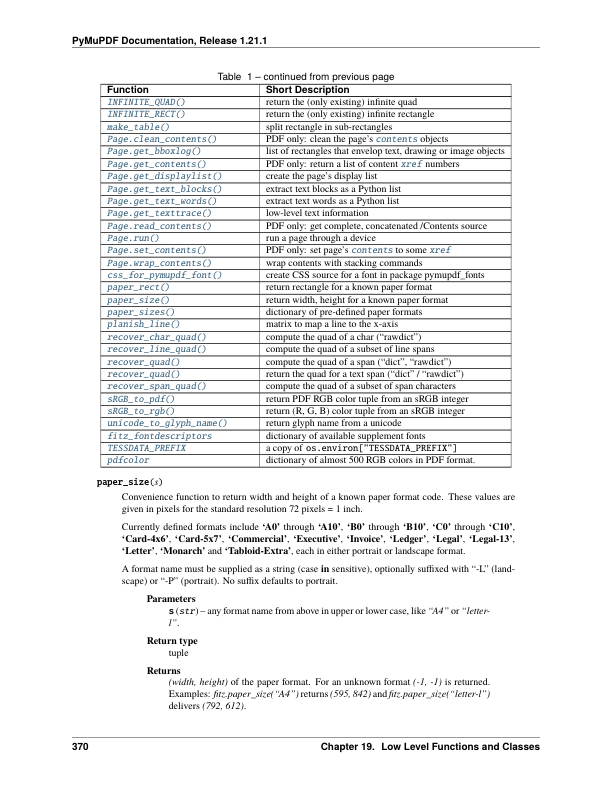 PyMuPDF Documentation, Release 1.21.1
Table 1 – continued from previous page
Function Short Description
INFINITE_QUAD() return the (only existing) infinite quad
INFINITE_RECT() return the (only existing) infinite rectangle
make_table() split rectangle in sub-rectangles
Page.clean_contents() PDF only: clean the page's contents objects
Page.get_bboxlog() list of rectangles that envelop text, drawing or image objects
Page.get_contents() PDF only: return a list of content xref numbers
Page.get_displaylist() create the page's display list
Page.get_text_blocks() extract text blocks as a Python list
Page.get_text_words() extract text words as a Python list
Page.get_texttrace() low-level text information
Page.read_contents() PDF only: get complete, concatenated /Contents source
Page.run() run a page through a device
Page.set_contents() PDF only: set page's contents to some xref
Page.wrap_contents() wrap contents with stacking commands
css_for_pymupdf_font() create CSS source for a font in package pymupdf_fonts
paper_rect() return rectangle for a known paper format
paper_size() return width, height for a known paper format
paper_sizes() dictionary of pre-defined paper formats
planish_line() matrix to map a line to the x-axis
recover_char_quad() compute the quad of a char (“rawdict”)
recover_line_quad() compute the quad of a subset of line spans
recover_quad() compute the quad of a span (“dict”, “rawdict”)
recover_quad() return the quad for a text span (“dict” / “rawdict”)
recover_span_quad() compute the quad of a subset of span characters
sRGB_to_pdf() return PDF RGB color tuple from an sRGB integer
sRGB_to_rgb() return (R, G, B) color tuple from an sRGB integer
unicode_to_glyph_name() return glyph name from a unicode
fitz_fontdescriptors dictionary of available supplement fonts
TESSDATA_PREFIX a copy of os.environ["TESSDATA_PREFIX"]
pdfcolor dictionary of almost 500 RGB colors in PDF format.
paper_size(s)
Convenience function to return width and height of a known paper format code. These values are
given in pixels for the standard resolution 72 pixels = 1 inch.
Currently defined formats include ‘A0’ through ‘A10’, ‘B0’ through ‘B10’, ‘C0’ through ‘C10’,
‘Card-4x6’, ‘Card-5x7’, ‘Commercial’, ‘Executive’, ‘Invoice’, ‘Ledger’, ‘Legal’, ‘Legal-13’,
‘Letter’, ‘Monarch’ and ‘Tabloid-Extra’, each in either portrait or landscape format.
A format name must be supplied as a string (case in sensitive), optionally suffixed with “-L” (land-
scape) or “-P” (portrait). No suffix defaults to portrait.
Parameters
s (str) – any format name from above in upper or lower case, like “A4” or “letter-
l”.
Return type
tuple
Returns
(width, height) of the paper format. For an unknown format (-1, -1) is returned.
Examples: fitz.paper_size(“A4”) returns (595, 842) and fitz.paper_size(“letter-l”)
delivers (792, 612).
370 Chapter 19. Low Level Functions and Classes